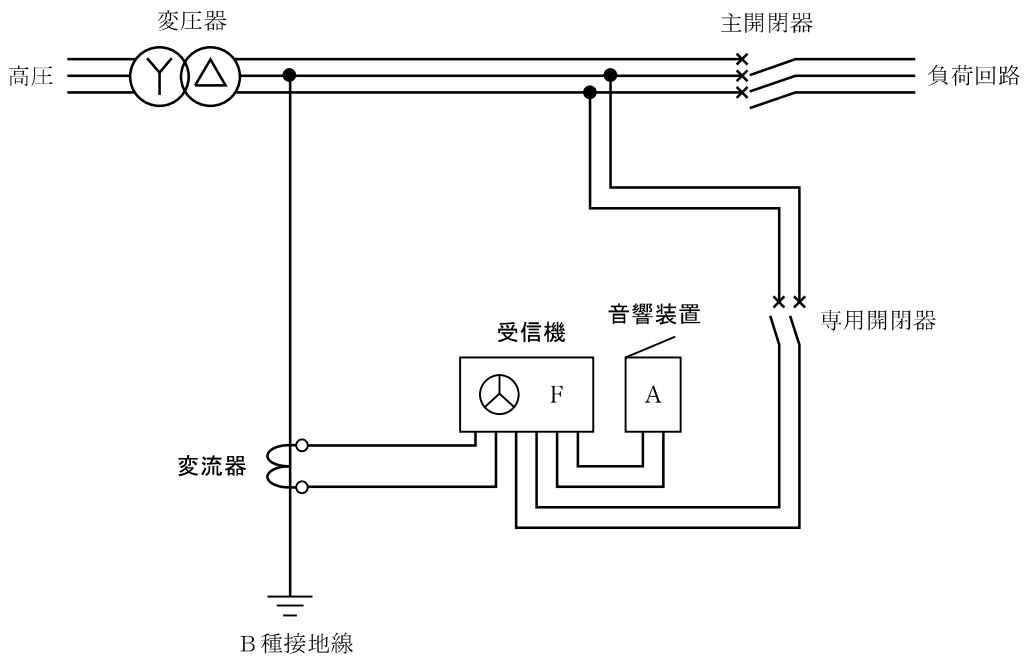 変圧器
主開閉器
高圧
負荷回路
音響装置
専用開閉器
受信機
F
A
変流器
B種接地線